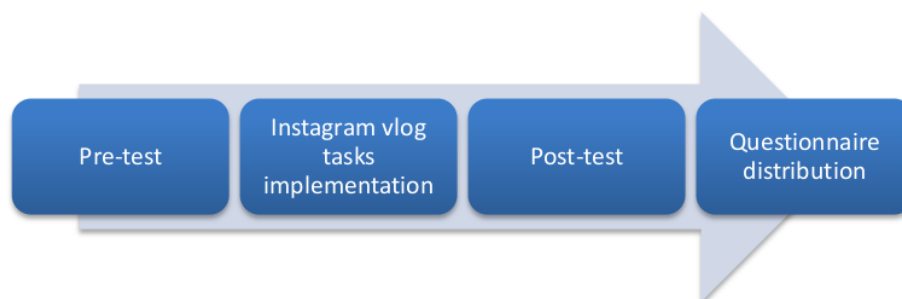 Pre-test
Instagram vlog
tasks
implementation
Post-test
Questionnaire
distribution